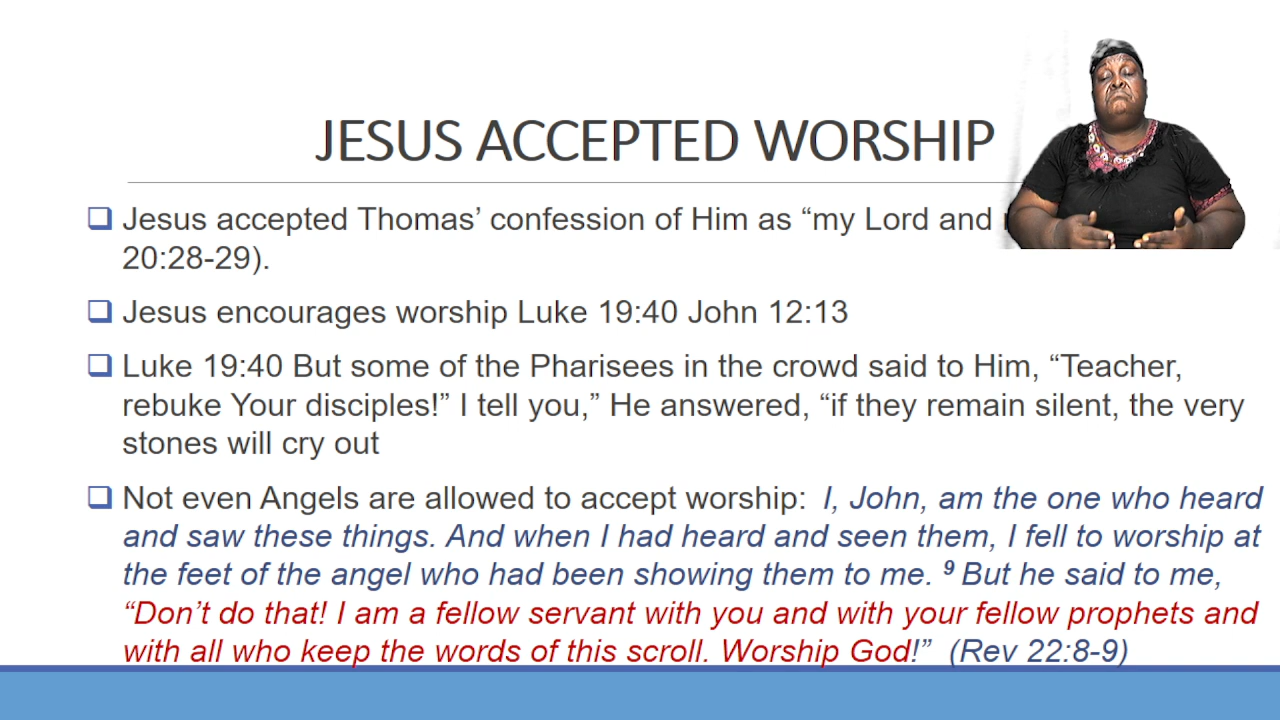 JESUS ACCEPTED WORSHIP
Jesus accepted Thomas’ confession of Him as “my Lord and
20:28-29).
Jesus encourages worship Luke 19:40 John 12:13
Luke 19:40 But some of the Pharisees in the crowd said to Him, “Teacher,
rebuke Your disciples!” I tell you,” He answered, “if they remain silent, the very
stones will cry out
Not even Angels are allowed to accept worship: I, John, am the one who heard
and saw these things. And when I had heard and seen them, I fell to worship at
the feet of the angel who had been showing them to me. 9 But he said to me,
“Don’t do that! I am a fellow servant with you and with your fellow prophets and
with all who keep the words of this scroll. Worship God!” (Rev 22:8-9)